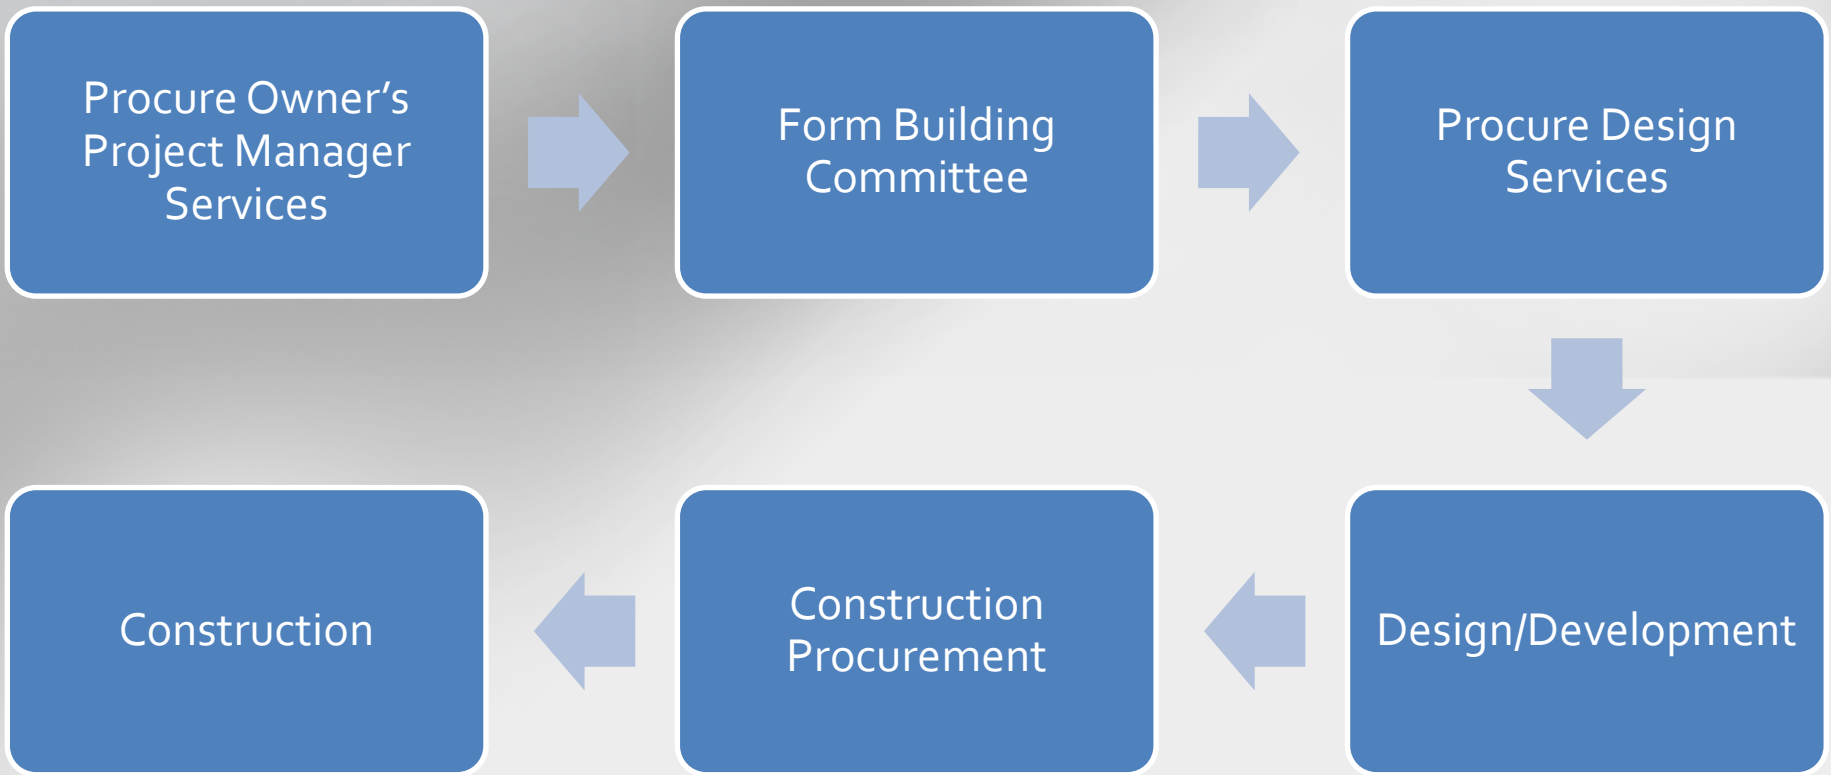 Procure Owner’s
Project Manager
Services
Form Building
Committee
Procure Design
Services
Design/Development
Construction
Procurement
Construction